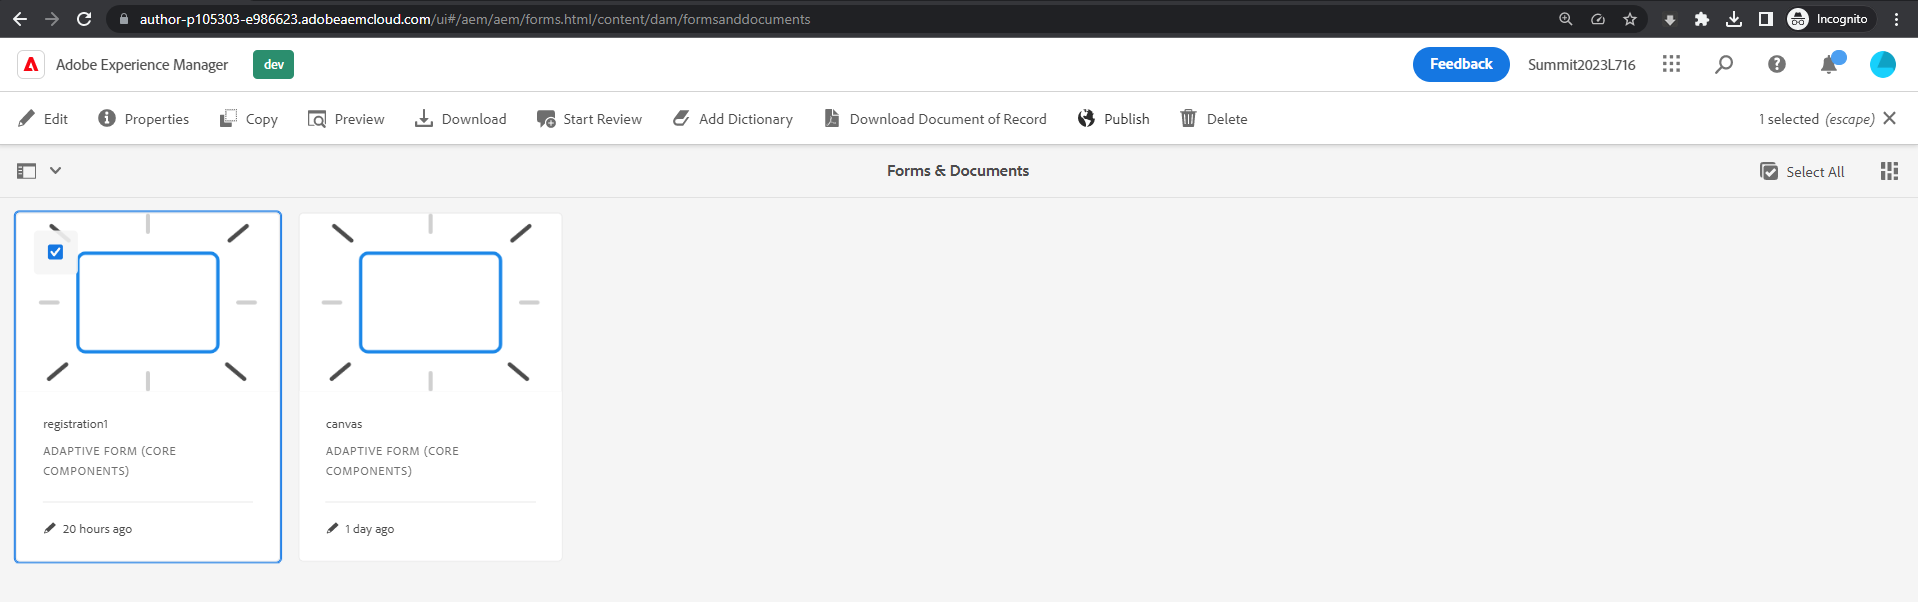 author-p105303-e986623.adobeaemcloud.com/ui#/aem/aem/forms.html/content/dam/formsanddocuments
Incognito
Adobe Experience Manager
dev
Feedback
Summit2023L716
Edit
Properties
Copy
Preview
Download
Start Review
Add Dictionary
Download Document of Record
Publish
Delete
1 selected (escape)
Forms & Documents
Select All
registration1
ADAPTIVE FORM (CORE
COMPONENTS)
20 hours ago
canvas
ADAPTIVE FORM (CORE
COMPONENTS)
1 day ago